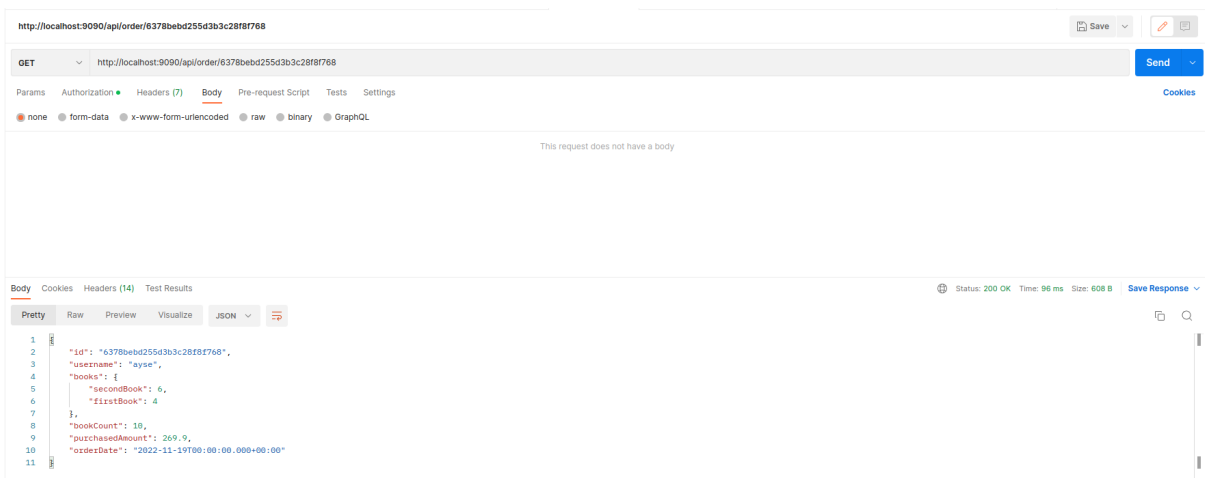 http://localhost:9090/api/order/6378bebd255d3b3c28f8f768
Save
GET http://localhost:9090/api/order/6378bebd255d3b3c28f8f768 Send
Params Authorization Headers (7) Body Pre-request Script Tests Settings Cookies
none form-data x-www-form-urlencoded raw binary GraphQL
This request does not have a body
Body Cookies Headers (14) Test Results Status: 200 OK Time: 96 ms Size: 608 B Save Response
Pretty Raw Preview Visualize JSON
1 {
2 "id": "6378bebd255d3b3c28f8f768",
3 "username": "ayse",
4 "books": {
5 "secondBook": 6,
6 "firstBook": 4
7 },
8 "bookCount": 10,
9 "purchasedAmount": 269.9,
10 "orderDate": "2022-11-19T00:00:00.000+00:00"
11 }